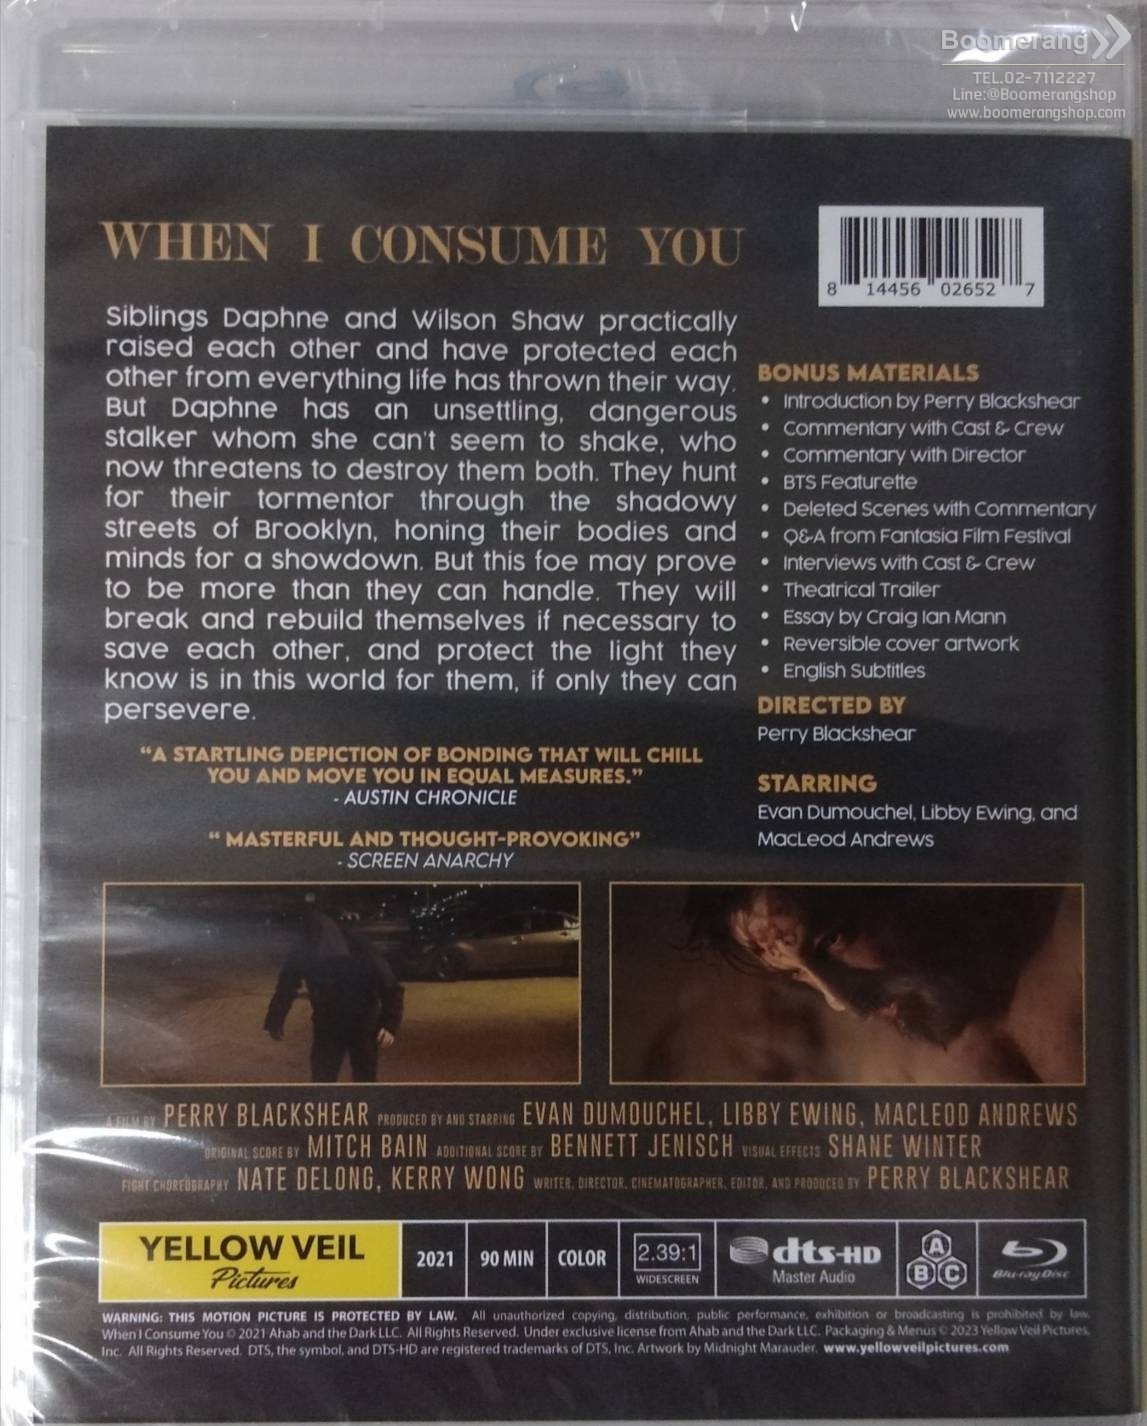 Boomerang
TEL.02-7112227
Line:@Boomerangshop
www.boomerangshop.com
WHEN I CONSUME YOU
8 14456 02652 7
Siblings Daphne and Wilson Shaw practically
raised each other and have protected each
other from everything life has thrown their way.
But Daphne has an unsettling, dangerous
stalker whom she can't seem to shake, who
now threatens to destroy them both. They hunt
for their tormentor through the shadowy
streets of Brooklyn, honing their bodies and
minds for a showdown. But this foe may prove
to be more than they can handle. They will
break and rebuild themselves if necessary to
save each other, and protect the light they
know is in this world for them, if only they can
persevere.
“A STARTLING DEPICTION OF BONDING THAT WILL CHILL
YOU AND MOVE YOU IN EQUAL MEASURES.”
- AUSTIN CHRONICLE
“ MASTERFUL AND THOUGHT-PROVOKING”
- SCREEN ANARCHY
BONUS MATERIALS
• Introduction by Perry Blackshear
• Commentary with Cast & Crew
• Commentary with Director
• BTS Featurette
• Deleted Scenes with Commentary
• Q&A from Fantasia Film Festival
• Interviews with Cast & Crew
• Theatrical Trailer
• Essay by Craig Ian Mann
• Reversible cover artwork
• English Subtitles
DIRECTED BY
Perry Blackshear
STARRING
Evan Dumouchel, Libby Ewing, and
MacLeod Andrews
A FILM BY PERRY BLACKSHEAR PRODUCED BY AND STARRING EVAN DUMOUCHEL, LIBBY EWING, MACLEOD ANDREWS
ORIGINAL SCORE BY MITCH BAIN ADDITIONAL SCORE BY BENNETT JENISCH VISUAL EFFECTS SHANE WINTER
FIGHT CHOREOGRAPHY NATE DELONG, KERRY WONG WRITER, DIRECTOR, CINEMATOGRAPHER, EDITOR, AND PRODUCED BY PERRY BLACKSHEAR
YELLOW VEIL
Pictures
2021
90 MIN
COLOR
2.39:1
WIDESCREEN
dts-HD
Master Audio
A
B C
Blu-ray Disc
WARNING: THIS MOTION PICTURE IS PROTECTED BY LAW. All unauthorized copying, distribution, public performance, exhibition or broadcasting is prohibited by law.
When I Consume You © 2021 Ahab and the Dark LLC. All Rights Reserved. Under exclusive license from Ahab and the Dark LLC. Packaging & Menus © 2023 Yellow Veil Pictures,
Inc. All Rights Reserved. DTS, the symbol, and DTS-HD are registered trademarks of DTS, Inc. Artwork by Midnight Marauder. www.yellowveilpictures.com